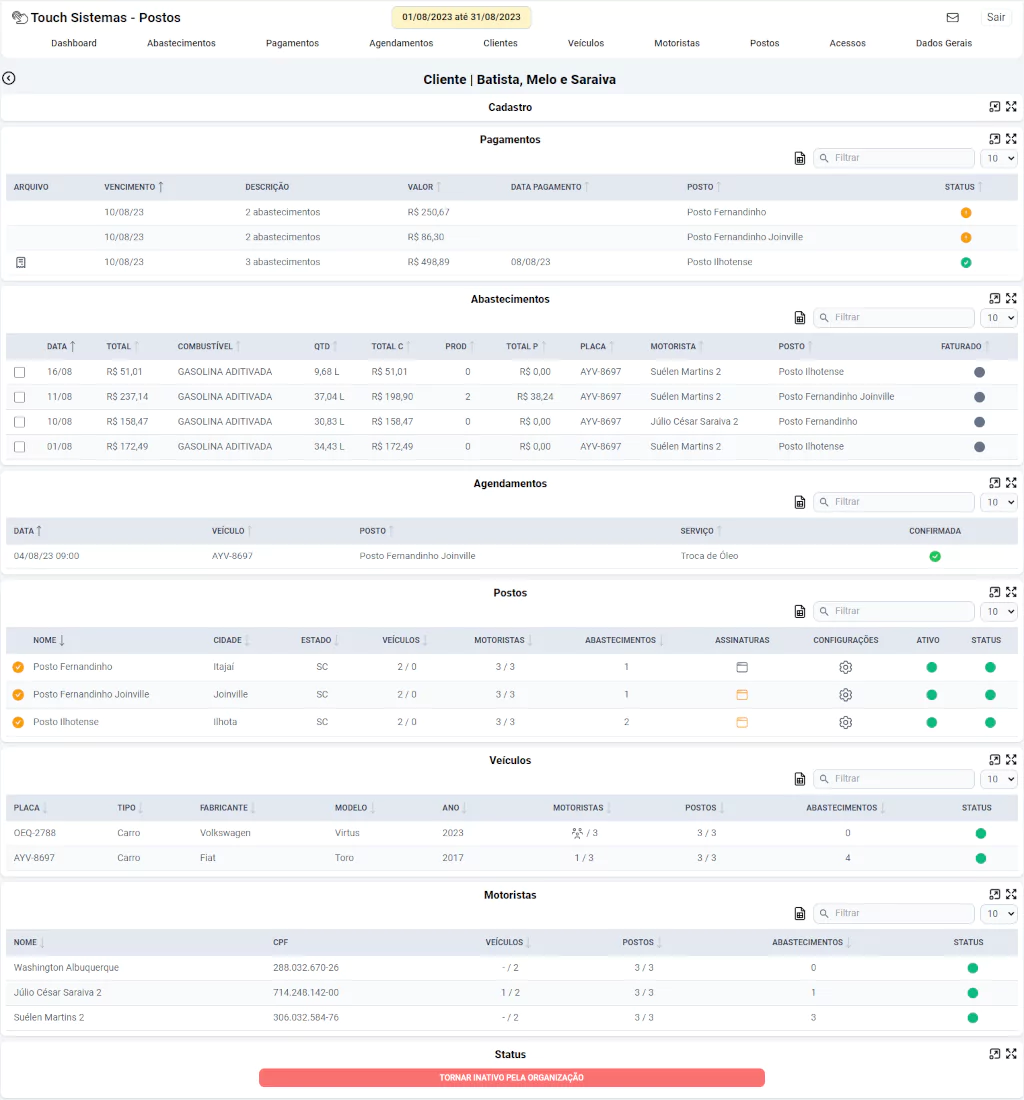 Touch Sistemas - Postos
01/08/2023 até 31/08/2023
Sair
Dashboard Abastecimentos Pagamentos Agendamentos Clientes Veículos Motoristas Postos Acessos Dados Gerais
Cliente | Batista, Melo e Saraiva
Cadastro
Pagamentos
Filtrar 10
ARQUIVO VENCIMENTO DESCRIÇÃO VALOR DATA PAGAMENTO POSTO STATUS
10/08/23 2 abastecimentos R$ 250,67 Posto Fernandinho
10/08/23 2 abastecimentos R$ 86,30 Posto Fernandinho Joinville
10/08/23 3 abastecimentos R$ 498,89 08/08/23 Posto Ilhotense
Abastecimentos
Filtrar 10
DATA TOTAL COMBUSTÍVEL QTD TOTAL C PROD TOTAL P PLACA MOTORISTA POSTO FATURADO
16/08 R$ 51,01 GASOLINA ADITIVADA 9,68 L R$ 51,01 0 R$ 0,00 AYV-8697 Suélen Martins 2 Posto Ilhotense
11/08 R$ 237,14 GASOLINA ADITIVADA 37,04 L R$ 198,90 2 R$ 38,24 AYV-8697 Suélen Martins 2 Posto Fernandinho Joinville
10/08 R$ 158,47 GASOLINA ADITIVADA 30,83 L R$ 158,47 0 R$ 0,00 AYV-8697 Júlio César Saraiva 2 Posto Fernandinho
01/08 R$ 172,49 GASOLINA ADITIVADA 34,43 L R$ 172,49 0 R$ 0,00 AYV-8697 Suélen Martins 2 Posto Ilhotense
Agendamentos
Filtrar 10
DATA VEÍCULO POSTO SERVIÇO CONFIRMADA
04/08/23 09:00 AYV-8697 Posto Fernandinho Joinville Troca de Óleo
Postos
Filtrar 10
NOME CIDADE ESTADO VEÍCULOS MOTORISTAS ABASTECIMENTOS ASSINATURAS CONFIGURAÇÕES ATIVO STATUS
Posto Fernandinho Itajaí SC 2 / 0 3 / 3 1
Posto Fernandinho Joinville Joinville SC 2 / 0 3 / 3 1
Posto Ilhotense Ilhota SC 2 / 0 3 / 3 2
Veículos
Filtrar 10
PLACA TIPO FABRICANTE MODELO ANO MOTORISTAS POSTOS ABASTECIMENTOS STATUS
OEQ-2788 Carro Volkswagen Virtus 2023 / 3 3 / 3 0
AYV-8697 Carro Fiat Toro 2017 1 / 3 3 / 3 4
Motoristas
Filtrar 10
NOME CPF VEÍCULOS POSTOS ABASTECIMENTOS STATUS
Washington Albuquerque 288.032.670-26 - / 2 3 / 3 0
Júlio César Saraiva 2 714.248.142-00 1 / 2 3 / 3 1
Suélen Martins 2 306.032.584-76 - / 2 3 / 3 3
Status
TORNAR INATIVO PELA ORGANIZAÇÃO